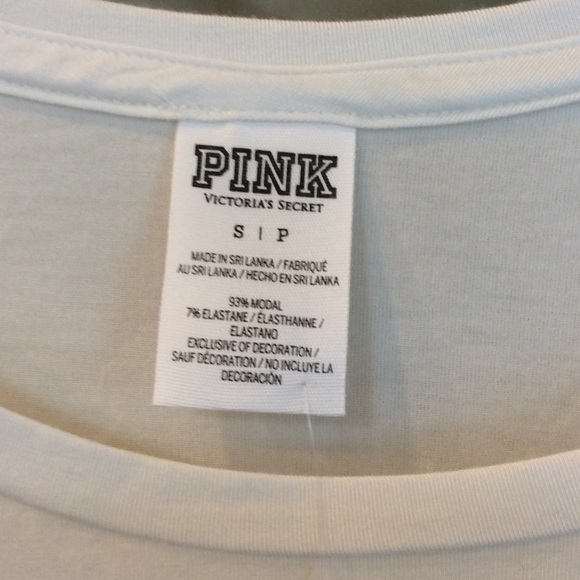 PINK
VICTORIA'S SECRET
S | P
MADE IN SRI LANKA / FABRIQUÉ
AU SRI LANKA / HECHO EN SRI LANKA
93% MODAL
7% ELASTANE / ÉLASTHANNE /
ELASTANO
EXCLUSIVE OF DECORATION /
SAUF DÉCORATION / NO INCLUYE LA
DECORACIÓN